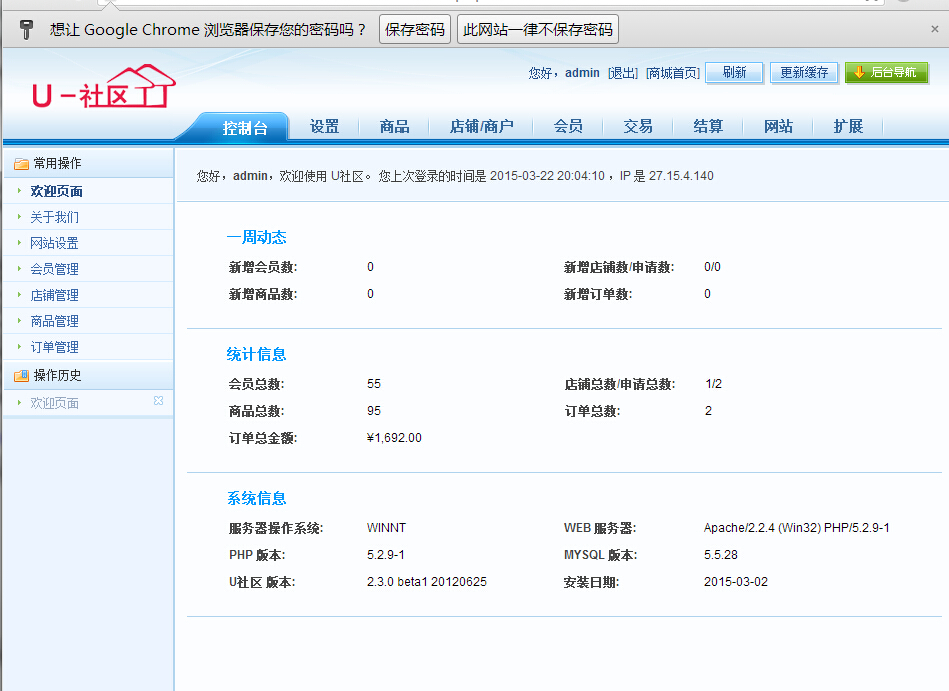 想让 Google Chrome 浏览器保存您的密码吗？ 保存密码 此网站一律不保存密码
您好，admin [退出] [商城首页] 刷新 更新缓存 后台导航
U－社区
控制台 设置 商品 店铺/商户 会员 交易 结算 网站 扩展
常用操作
欢迎页面
关于我们
网站设置
会员管理
店铺管理
商品管理
订单管理
操作历史
欢迎页面
您好，admin，欢迎使用 U社区。 您上次登录的时间是 2015-03-22 20:04:10 ，IP 是 27.15.4.140
一周动态
新增会员数: 0 新增店铺数/申请数: 0/0
新增商品数: 0 新增订单数: 0
统计信息
会员总数: 55 店铺总数/申请总数: 1/2
商品总数: 95 订单总数: 2
订单总金额: ¥1,692.00
系统信息
服务器操作系统: WINNT WEB 服务器: Apache/2.2.4 (Win32) PHP/5.2.9-1
PHP 版本: 5.2.9-1 MYSQL 版本: 5.5.28
U社区 版本: 2.3.0 beta1 20120625 安装日期: 2015-03-02